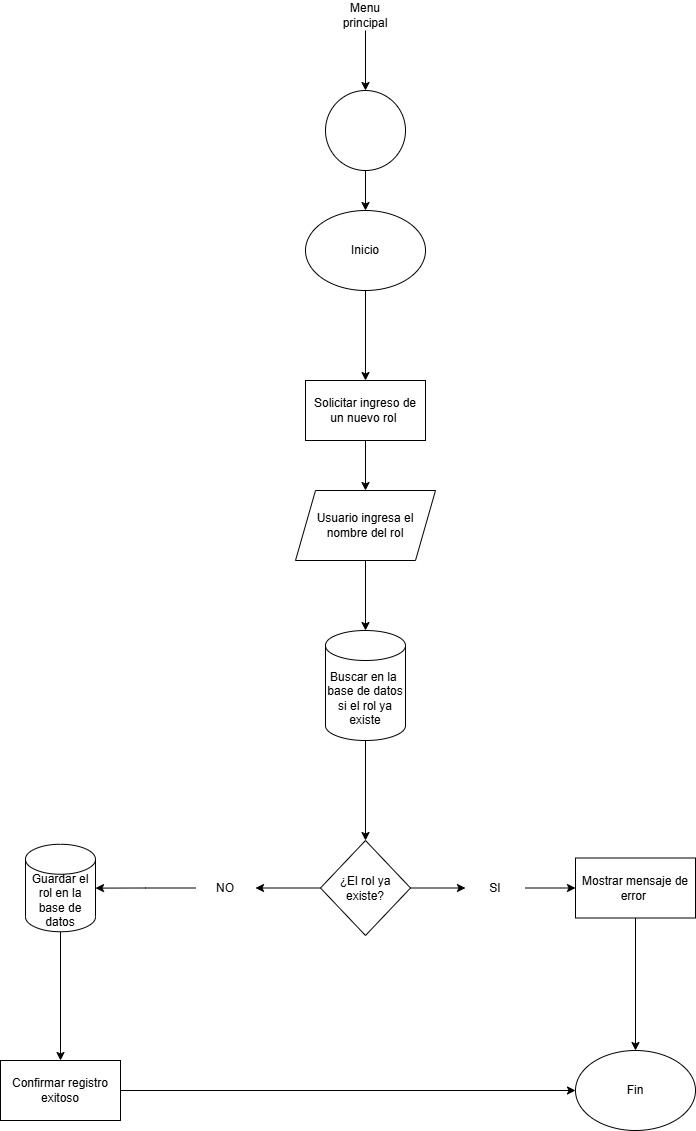 Menu
principal
Inicio
Solicitar ingreso de
un nuevo rol
Usuario ingresa el
nombre del rol
Buscar en la
base de datos
si el rol ya
existe
¿El rol ya
existe?
NO
SI
Guardar el
rol en la
base de
datos
Mostrar mensaje de
error
Confirmar registro
exitoso
Fin